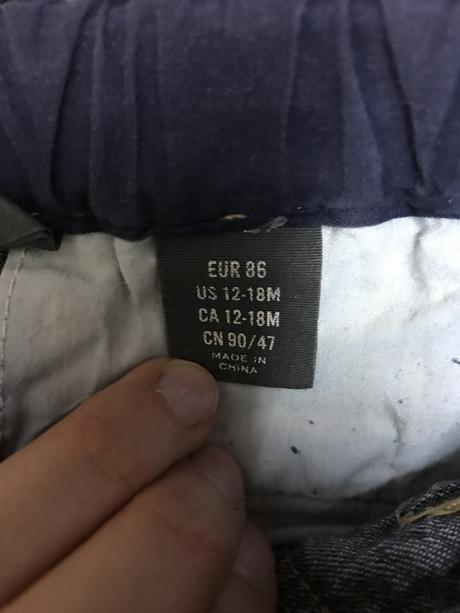 EUR 86
US 12-18M
CA 12-18M
CN 90/47
MADE IN
CHINA